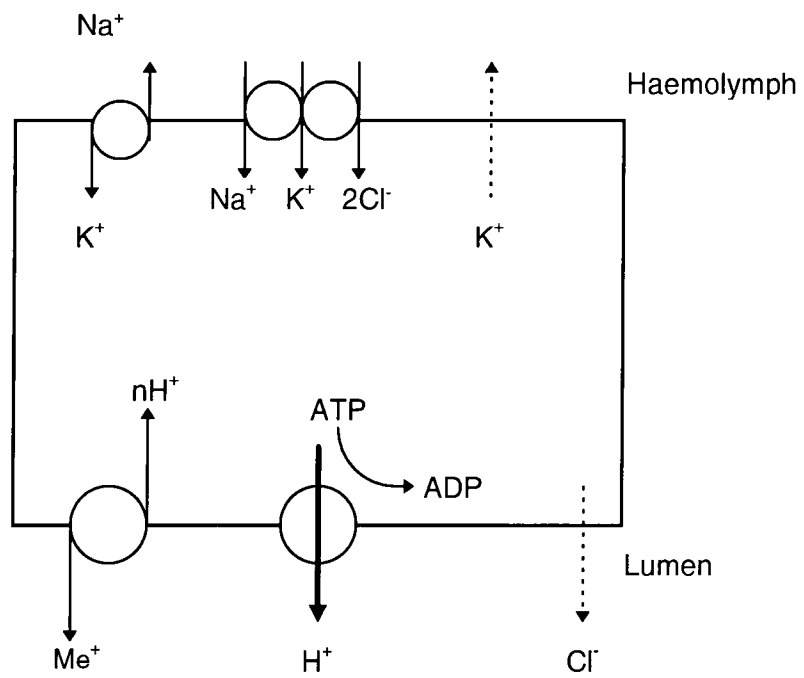 Na⁺
Haemolymph
Na⁺ K⁺ 2Cl⁻
K⁺ K⁺
nH⁺
ATP
ADP
Lumen
Me⁺ H⁺ Cl⁻